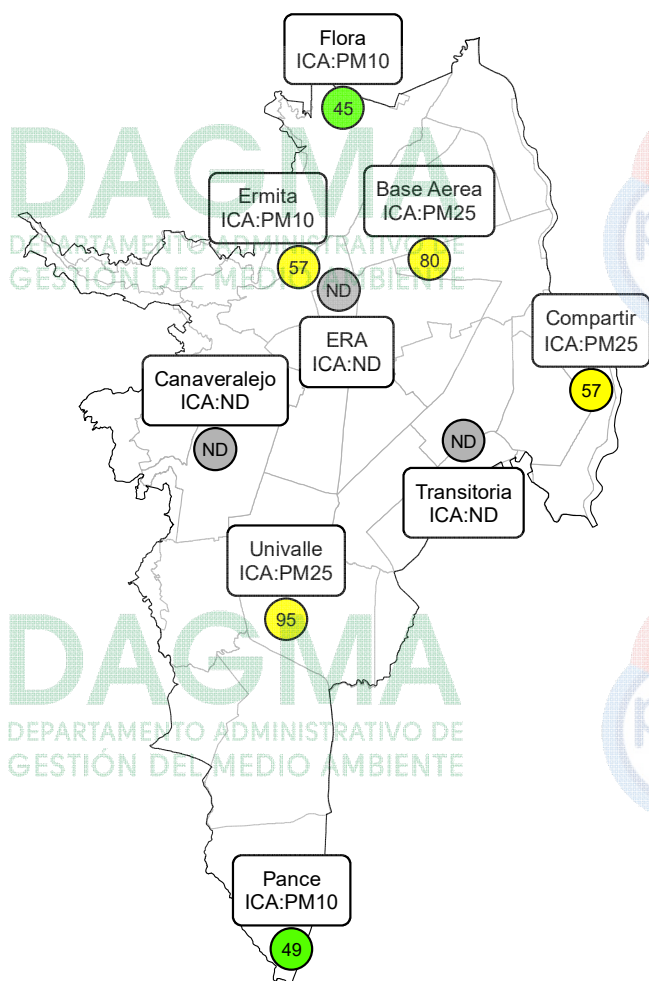 Flora
ICA:PM10
45
DAGMA
DEPARTAMENTO ADMINISTRATIVO DE
GESTIÓN DEL MEDIO AMBIENTE
Ermita
ICA:PM10
57
Base Aerea
ICA:PM25
80
ND
ERA
ICA:ND
Compartir
ICA:PM25
57
Canaveralejo
ICA:ND
ND
ND
Transitoria
ICA:ND
Univalle
ICA:PM25
95
DAGMA
DEPARTAMENTO ADMINISTRATIVO DE
GESTIÓN DEL MEDIO AMBIENTE
Pance
ICA:PM10
49